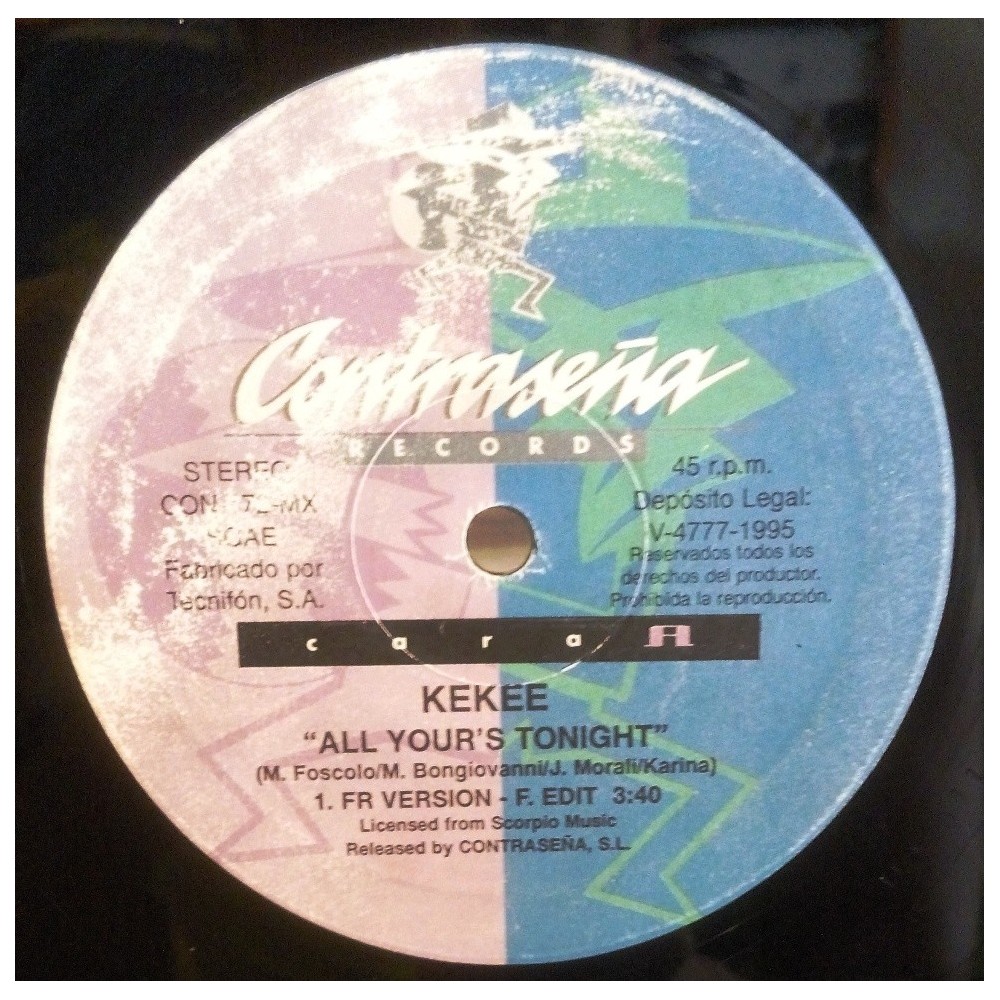 Contraseña
RECORDS
STEREO
Fabricado por
Tecnifón, S.A.
45 r.p.m.
Depósito Legal:
V-4777-1995
Reservados todos los
derechos del productor.
Prohibida la reproducción.
cara A
KEKEE
“ALL YOUR'S TONIGHT”
(M. Foscolo/M. Bongiovanni/J. Morali/Karina)
1. FR VERSION - F. EDIT 3:40
Licensed from Scorpio Music
Released by CONTRASEÑA, S.L.